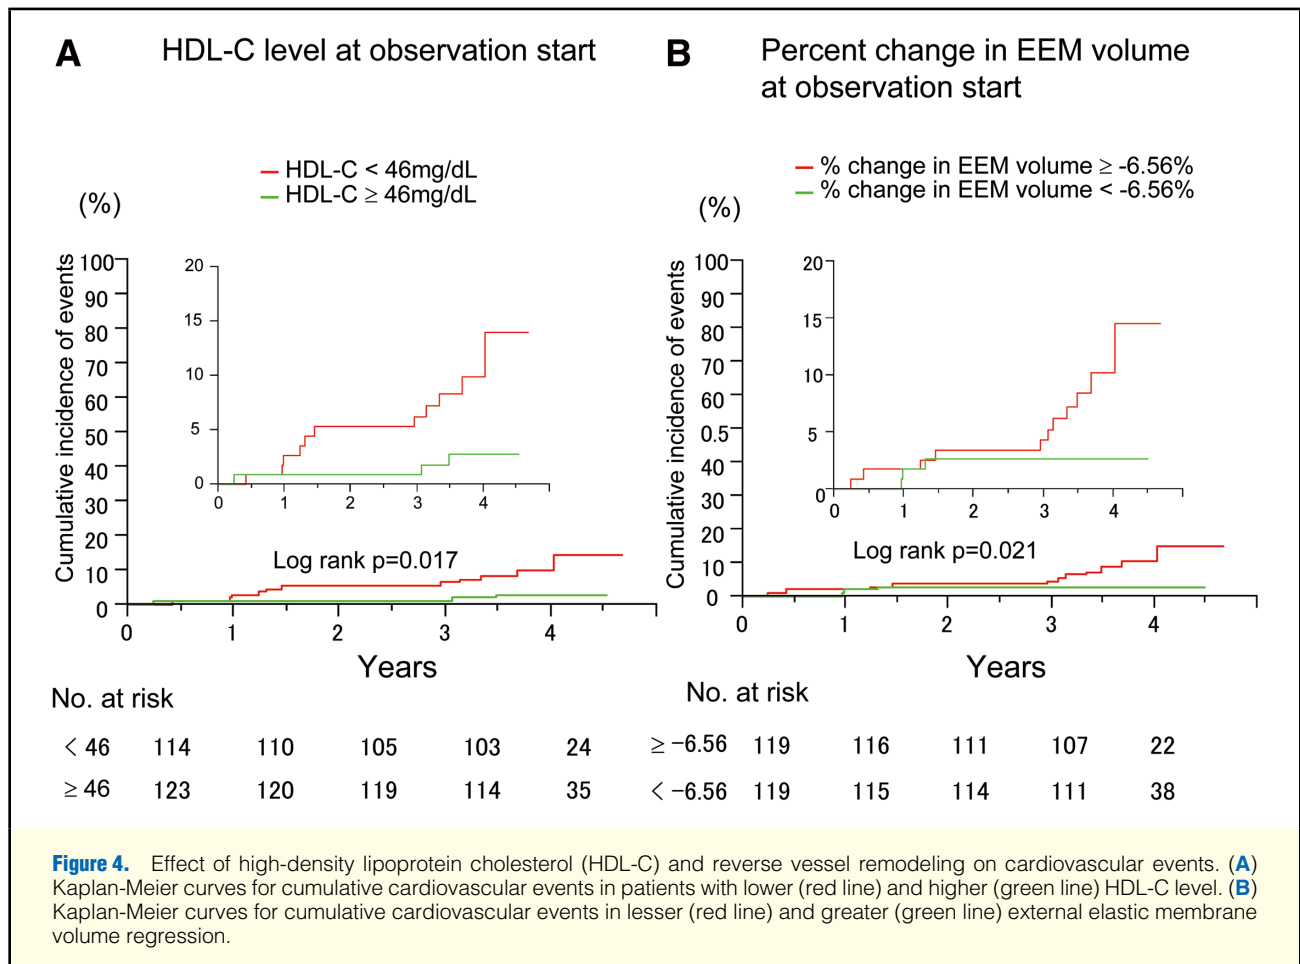 A HDL-C level at observation start
HDL-C < 46mg/dL
HDL-C ≥ 46mg/dL
(%)
Cumulative incidence of events
100
90
80
70
60
50
40
30
20
10
0
20
15
10
5
0
0 1 2 3 4
Log rank p=0.017
0 1 2 3 4
Years
No. at risk
< 46 114 110 105 103 24
≥ 46 123 120 119 114 35
B Percent change in EEM volume
at observation start
% change in EEM volume ≥ -6.56%
% change in EEM volume < -6.56%
(%)
Cumulative incidence of events
100
90
80
70
60
0.5
40
30
20
10
0
20
15
10
5
0
0 1 2 3 4
Log rank p=0.021
0 1 2 3 4
Years
No. at risk
≥ −6.56 119 116 111 107 22
< −6.56 119 115 114 111 38
Figure 4. Effect of high-density lipoprotein cholesterol (HDL-C) and reverse vessel remodeling on cardiovascular events. (A)
Kaplan-Meier curves for cumulative cardiovascular events in patients with lower (red line) and higher (green line) HDL-C level. (B)
Kaplan-Meier curves for cumulative cardiovascular events in lesser (red line) and greater (green line) external elastic membrane
volume regression.